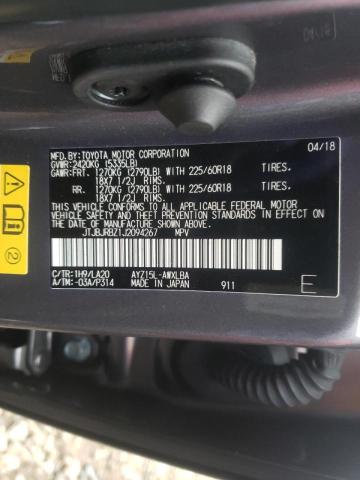 04/18
MFD.BY:TOYOTA MOTOR CORPORATION
GVWR:2420KG (5335LB)
GAWR:FRT. 1270KG (2790LB) WITH 225/60R18 TIRES.
18X7 1/2J RIMS.
RR. 1270KG (2790LB) WITH 225/60R18 TIRES.
18X7 1/2J RIMS.
THIS VEHICLE CONFORMS TO ALL APPLICABLE FEDERAL
MOTOR VEHICLE SAFETY AND BUMPER STANDARDS IN EFFECT ON
THE DATE OF MANUFACTURE SHOWN ABOVE.
JTJBJRBZ1J2094267 MPV
C/TR:1H9/LA20 AYZ15L-AWXLBA
A/TM:-03A/P314 MADE IN JAPAN 911 E
2